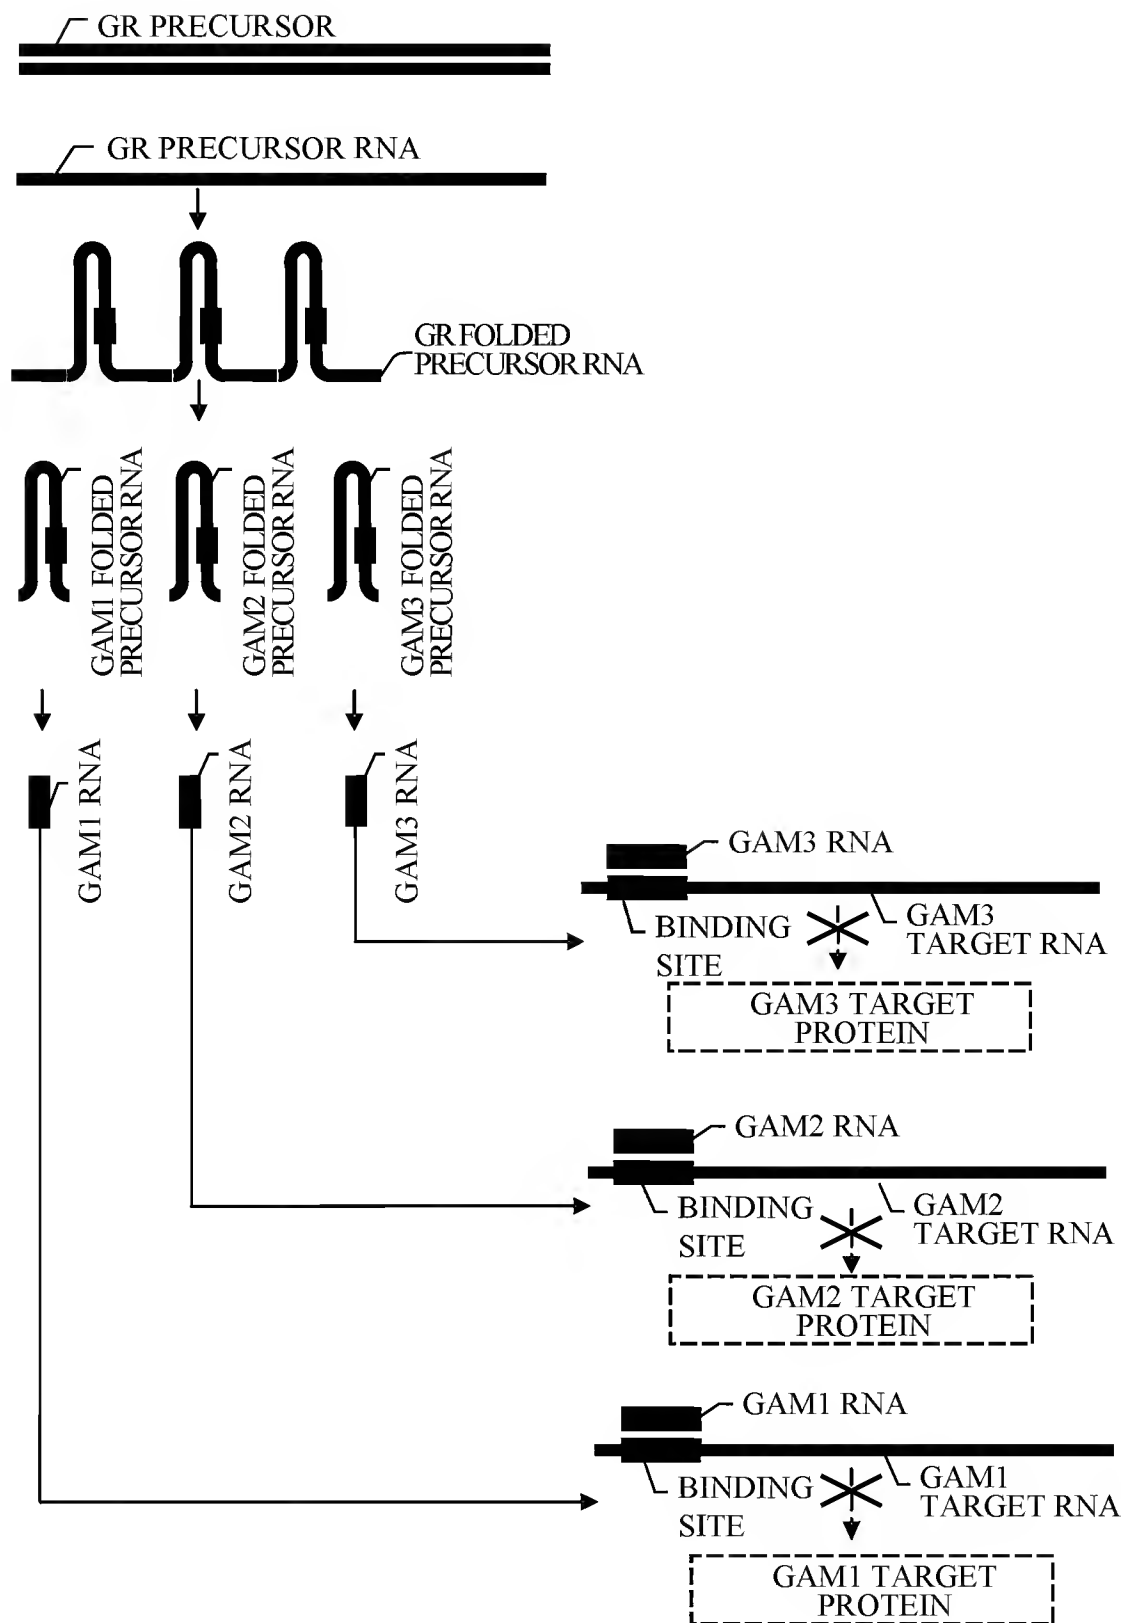 GR PRECURSOR
GR PRECURSOR RNA
GR FOLDED
PRECURSOR RNA
GAM1 FOLDED
PRECURSOR RNA
GAM2 FOLDED
PRECURSOR RNA
GAM3 FOLDED
PRECURSOR RNA
GAM1 RNA
GAM2 RNA
GAM3 RNA
GAM3 RNA
BINDING
SITE
GAM3
TARGET RNA
GAM3 TARGET
PROTEIN
GAM2 RNA
BINDING
SITE
GAM2
TARGET RNA
GAM2 TARGET
PROTEIN
GAM1 RNA
BINDING
SITE
GAM1
TARGET RNA
GAM1 TARGET
PROTEIN